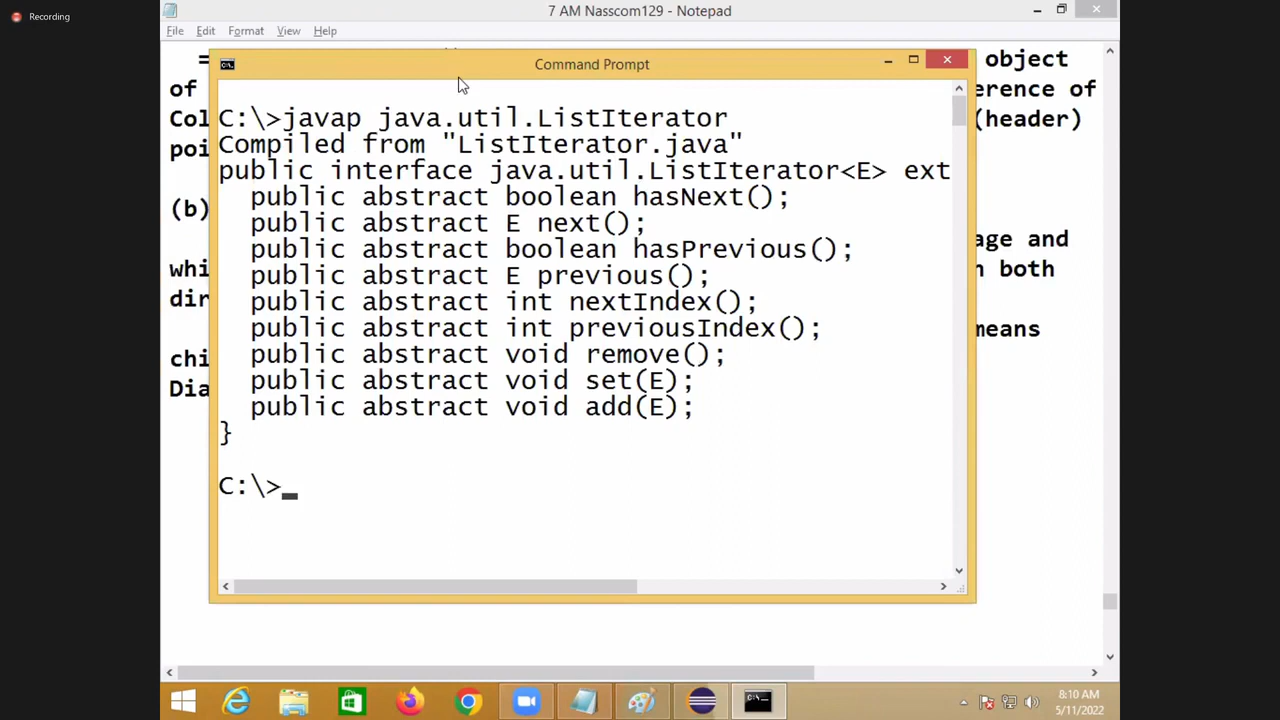 Recording
7 AM Nasscom129 - Notepad
File Edit Format View Help
= object
of erence of
Col (header)
poi
(b)
age and
whi n both
dir
means
chi
Dia
Command Prompt
C:\>javap java.util.ListIterator
Compiled from "ListIterator.java"
public interface java.util.ListIterator<E> ext
public abstract boolean hasNext();
public abstract E next();
public abstract boolean hasPrevious();
public abstract E previous();
public abstract int nextIndex();
public abstract int previousIndex();
public abstract void remove();
public abstract void set(E);
public abstract void add(E);
}
C:\>_
8:10 AM
5/11/2022